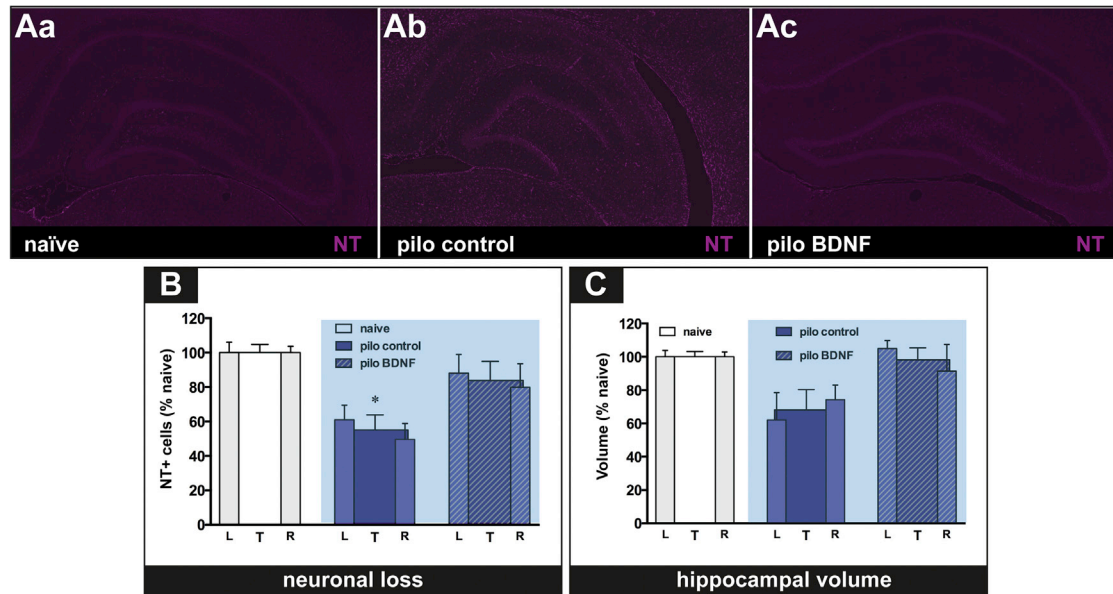 Aa
Ab
Ac
naïve NT
pilo control NT
pilo BDNF NT
B
120
100
80
60
40
20
0
NT+ cells (% naive)
naive
pilo control
pilo BDNF
*
L T R L T R L T R
neuronal loss
C
120
100
80
60
40
20
0
Volume (% naive)
naive
pilo control
pilo BDNF
L T R L T R L T R
hippocampal volume